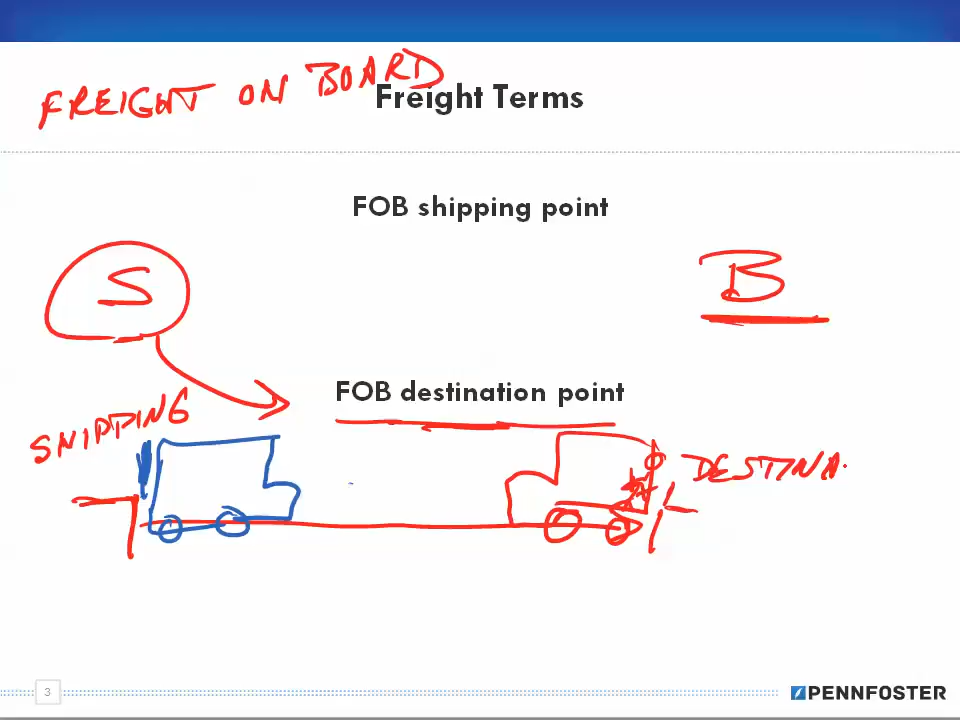 FREIGHT ON BOARD
Freight Terms
FOB shipping point
S
B
FOB destination point
SHIPPING
DESTINA
3
PENNFOSTER